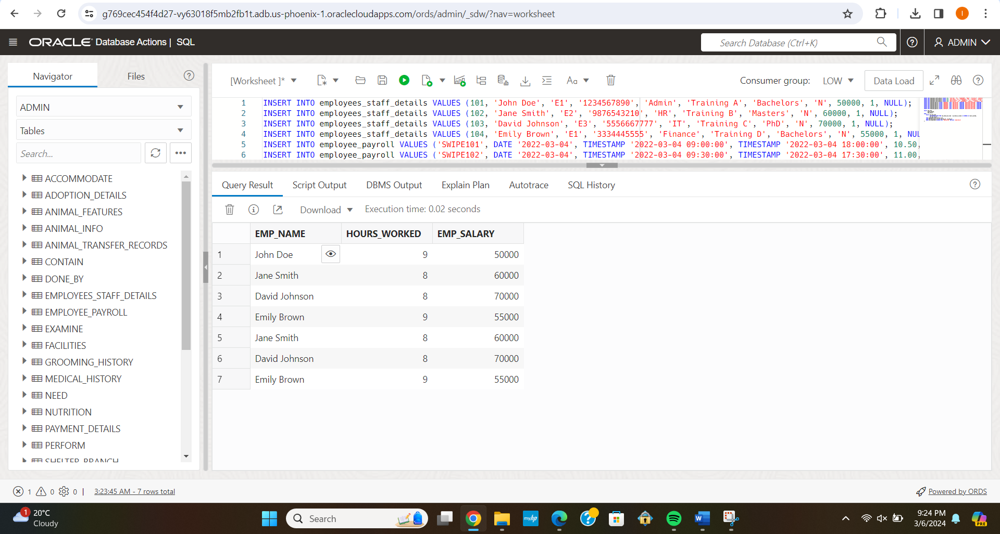 g769cec454f4d27-vy63018f5mb2fb1t.adb.us-phoenix-1.oraclecloudapps.com/ords/admin/_sdw/?nav=worksheet
I
ORACLE Database Actions | SQL
Search Database (Ctrl+K)
ADMIN
Navigator
Files
[Worksheet ]*
Aa
Consumer group:
LOW
Data Load
ADMIN
Tables
Search...
ACCOMMODATE
ADOPTION_DETAILS
ANIMAL_FEATURES
ANIMAL_INFO
ANIMAL_TRANSFER_RECORDS
CONTAIN
DONE_BY
EMPLOYEES_STAFF_DETAILS
EMPLOYEE_PAYROLL
EXAMINE
FACILITIES
GROOMING_HISTORY
MEDICAL_HISTORY
NEED
NUTRITION
PAYMENT_DETAILS
PERFORM
SHELTER_BRANCH
1 INSERT INTO employees_staff_details VALUES (101, 'John Doe', 'E1', '1234567890', 'Admin', 'Training A', 'Bachelors', 'N', 50000, 1, NULL);
2 INSERT INTO employees_staff_details VALUES (102, 'Jane Smith', 'E2', '9876543210', 'HR', 'Training B', 'Masters', 'N', 60000, 1, NULL);
3 INSERT INTO employees_staff_details VALUES (103, 'David Johnson', 'E3', '5556667777', 'IT', 'Training C', 'PhD', 'N', 70000, 1, NULL);
4 INSERT INTO employees_staff_details VALUES (104, 'Emily Brown', 'E1', '3334445555', 'Finance', 'Training D', 'Bachelors', 'N', 55000, 1, NUL
5 INSERT INTO employee_payroll VALUES ('SWIPE101', DATE '2022-03-04', TIMESTAMP '2022-03-04 09:00:00', TIMESTAMP '2022-03-04 18:00:00', 10.50,
6 INSERT INTO employee_payroll VALUES ('SWIPE102', DATE '2022-03-04', TIMESTAMP '2022-03-04 09:30:00', TIMESTAMP '2022-03-04 17:30:00', 11.00,
Query Result
Script Output
DBMS Output
Explain Plan
Autotrace
SQL History
Download
Execution time: 0.02 seconds
EMP_NAME HOURS_WORKED EMP_SALARY
1 John Doe 9 50000
2 Jane Smith 8 60000
3 David Johnson 8 70000
4 Emily Brown 9 55000
5 Jane Smith 8 60000
6 David Johnson 8 70000
7 Emily Brown 9 55000
1 0 0 | 3:23:45 AM - 7 rows total
Powered by ORDS
1
20°C
Cloudy
Search
myhp
W
9:24 PM
3/6/2024
PRE